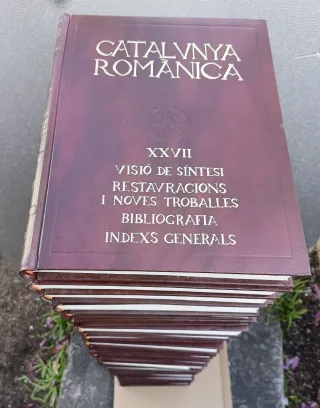 CATALVNYA
ROMÀNICA
XXVII
VISIÓ DE SÍNTESI
RESTAVRACIONS
I NOVES TROBALLES
BIBLIOGRAFIA
INDEXS GENERALS